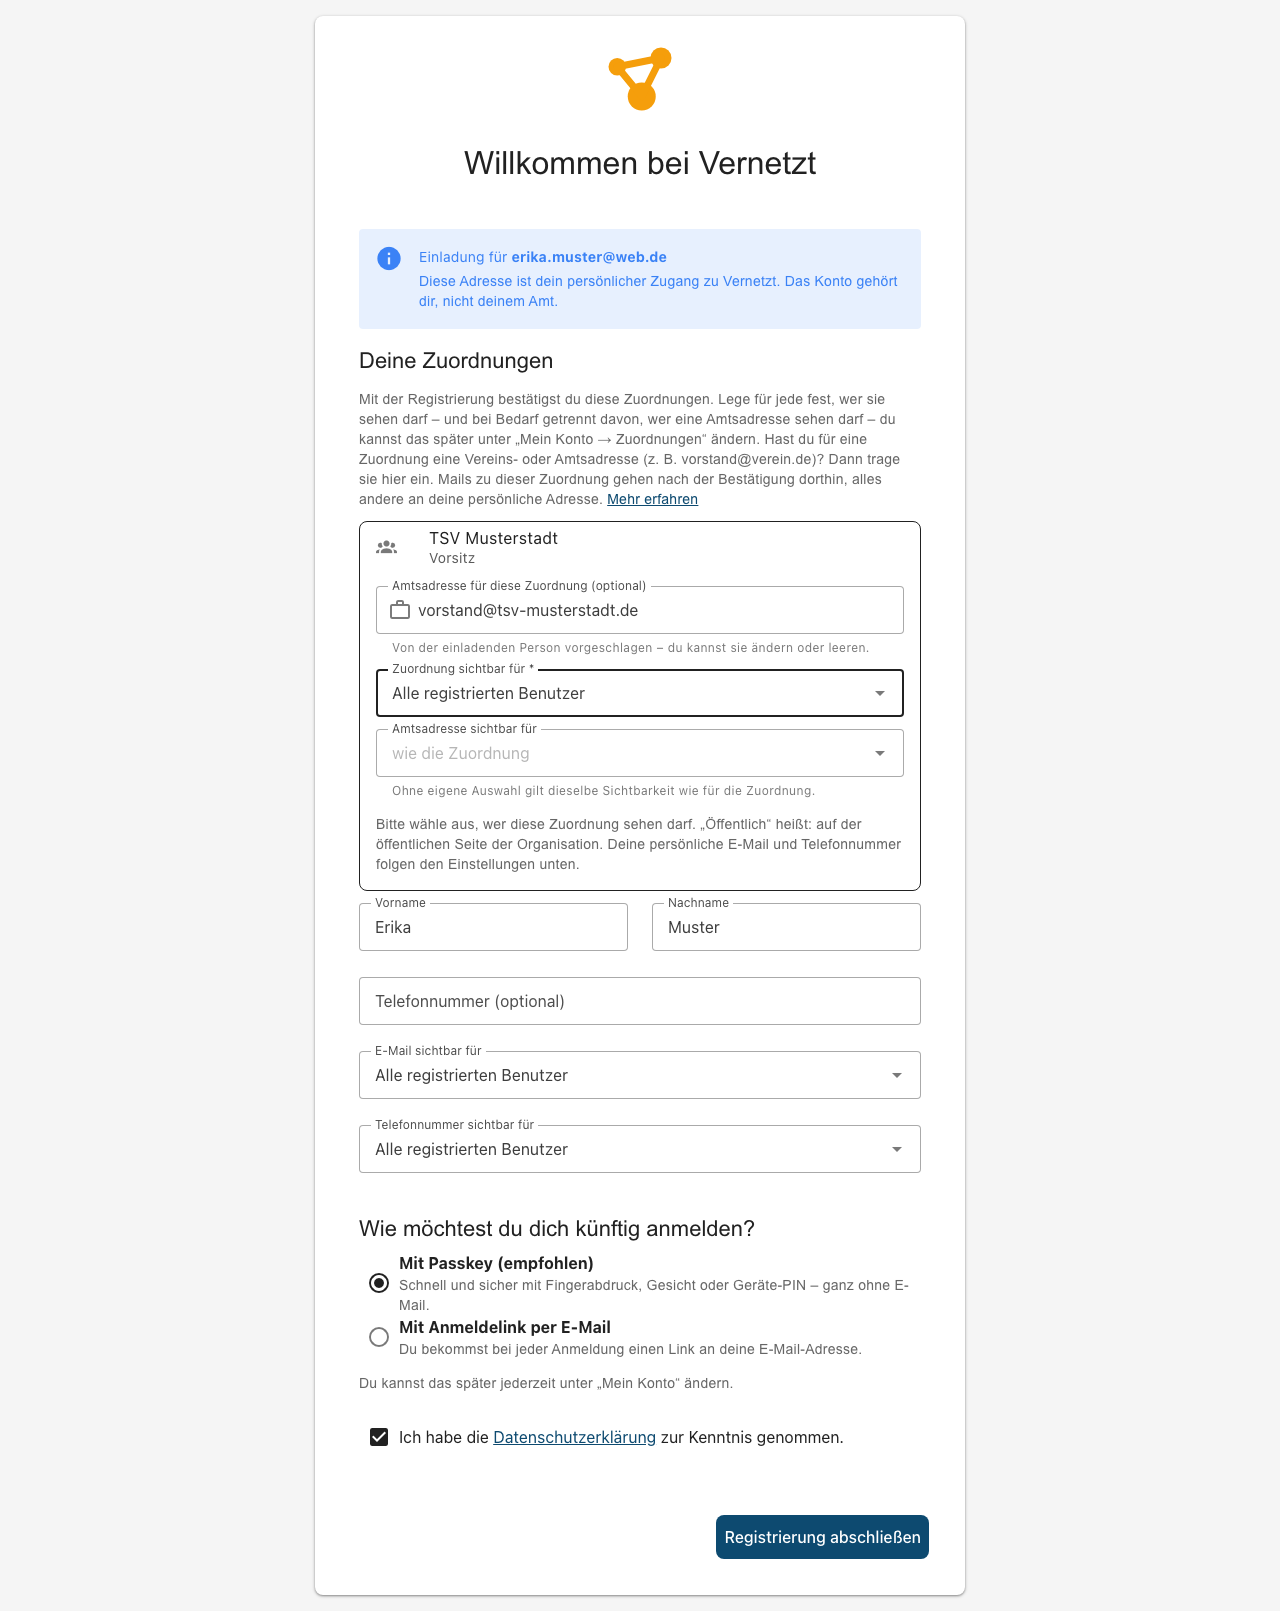 Willkommen bei Vernetzt
Einladung für erika.muster@web.de
Diese Adresse ist dein persönlicher Zugang zu Vernetzt. Das Konto gehört
dir, nicht deinem Amt.
Deine Zuordnungen
Mit der Registrierung bestätigst du diese Zuordnungen. Lege für jede fest, wer sie
sehen darf – und bei Bedarf getrennt davon, wer eine Amtsadresse sehen darf – du
kannst das später unter „Mein Konto → Zuordnungen“ ändern. Hast du für eine
Zuordnung eine Vereins- oder Amtsadresse (z. B. vorstand@verein.de)? Dann trage
sie hier ein. Mails zu dieser Zuordnung gehen nach der Bestätigung dorthin, alles
andere an deine persönliche Adresse. Mehr erfahren
TSV Musterstadt
Vorsitz
Amtsadresse für diese Zuordnung (optional)
vorstand@tsv-musterstadt.de
Von der einladenden Person vorgeschlagen – du kannst sie ändern oder leeren.
Zuordnung sichtbar für *
Alle registrierten Benutzer
Amtsadresse sichtbar für
wie die Zuordnung
Ohne eigene Auswahl gilt dieselbe Sichtbarkeit wie für die Zuordnung.
Bitte wähle aus, wer diese Zuordnung sehen darf. „Öffentlich“ heißt: auf der
öffentlichen Seite der Organisation. Deine persönliche E-Mail und Telefonnummer
folgen den Einstellungen unten.
Vorname
Erika
Nachname
Muster
Telefonnummer (optional)
E-Mail sichtbar für
Alle registrierten Benutzer
Telefonnummer sichtbar für
Alle registrierten Benutzer
Wie möchtest du dich künftig anmelden?
Mit Passkey (empfohlen)
Schnell und sicher mit Fingerabdruck, Gesicht oder Geräte-PIN – ganz ohne E-
Mail.
Mit Anmeldelink per E-Mail
Du bekommst bei jeder Anmeldung einen Link an deine E-Mail-Adresse.
Du kannst das später jederzeit unter „Mein Konto“ ändern.
Ich habe die Datenschutzerklärung zur Kenntnis genommen.
Registrierung abschließen